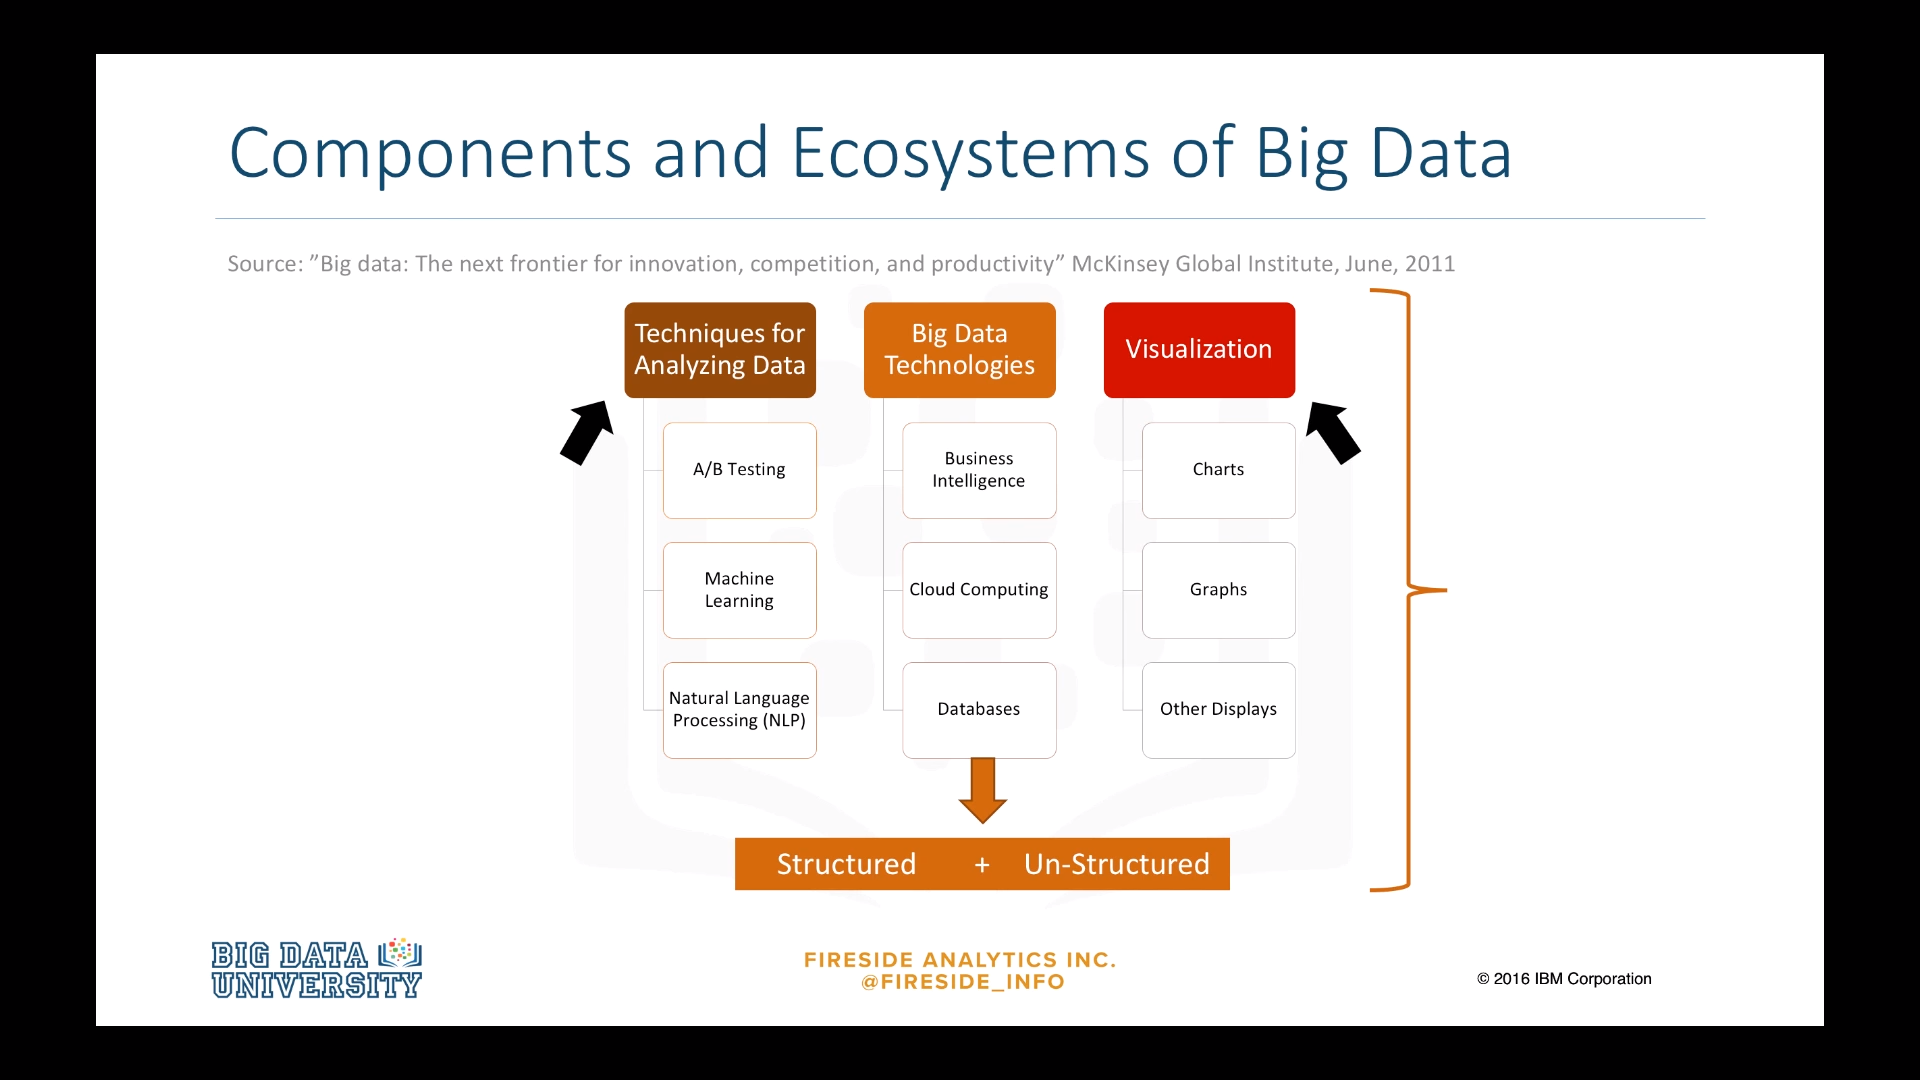 Components and Ecosystems of Big Data
Source: ”Big data: The next frontier for innovation, competition, and productivity” McKinsey Global Institute, June, 2011
Techniques for
Analyzing Data
A/B Testing
Machine
Learning
Natural Language
Processing (NLP)
Big Data
Technologies
Business
Intelligence
Cloud Computing
Databases
Visualization
Charts
Graphs
Other Displays
Structured + Un-Structured
BIG DATA
UNIVERSITY
FIRESIDE ANALYTICS INC.
@FIRESIDE_INFO
© 2016 IBM Corporation